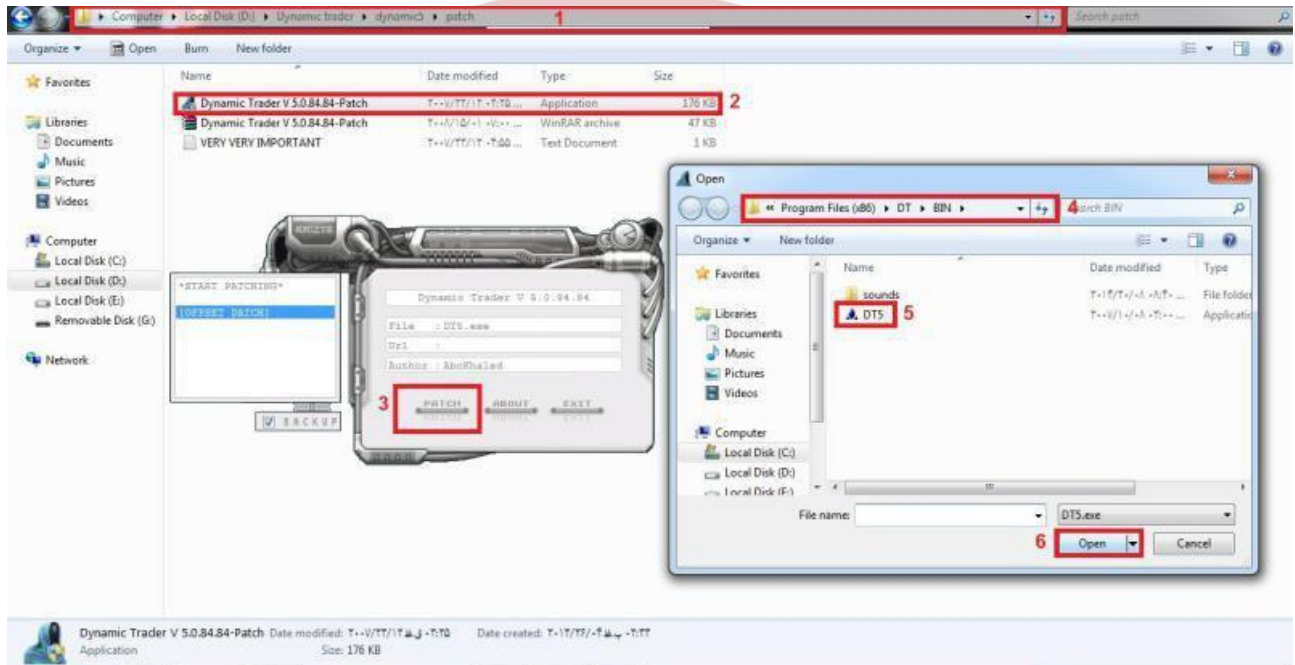 Computer ▸ Local Disk (D:) ▸ Dynamic trader ▸ ▸ patch
1
Search patch
Organize Open Burn New folder
Name Date modified Type Size
Favorites
Libraries
Documents
Music
Pictures
Videos
Computer
Local Disk (C:)
Local Disk (D:)
Local Disk (E:)
Removable Disk (G:)
Network
Dynamic Trader V 5.0.84.84-Patch Application 176 KB
2
Dynamic Trader V 5.0.84.84-Patch WinRAR archive 47 KB
VERY VERY IMPORTANT Text Document 1 KB
*START PATCHING*
[OFFSET PATCH]
BACKUP
Dynamic Trader V 5.0.84.84
File : DT5.exe
Url :
Author : AboKhaled
3
PATCH ABOUT EXIT
Open
« Program Files (x86) ▸ DT ▸ BIN ▸
4
BIN
Organize New folder
Name Date modified Type
Favorites
Libraries
Documents
Music
Pictures
Videos
Computer
Local Disk (C:)
Local Disk (D:)
Local Disk (E:)
sounds File folder
DT5
5
File name: DT5.exe
6
Open Cancel
Dynamic Trader V 5.0.84.84-Patch Date modified: Date created:
Application Size: 176 KB